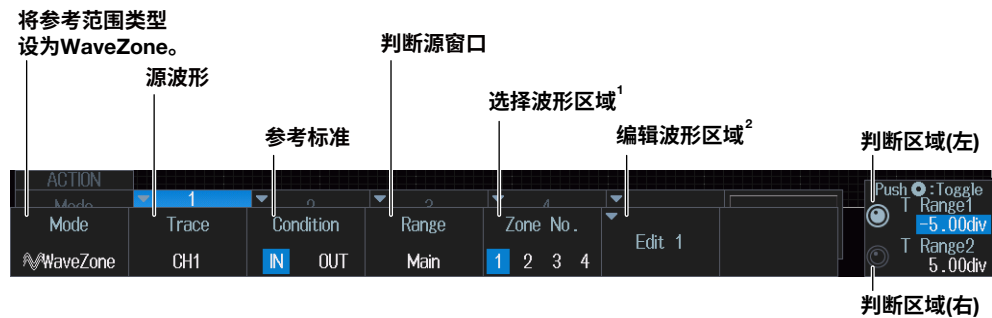 将参考范围类型
设为WaveZone。
源波形
参考标准
判断源窗口
选择波形区域1
编辑波形区域2
判断区域(左)
ACTION
Mode 1 2 3 4
Mode Trace Condition Range Zone No. Edit 1
WaveZone CH1 IN OUT Main 1 2 3 4
Push :Toggle
T Range1
-5.00div
T Range2
5.00div
判断区域(右)